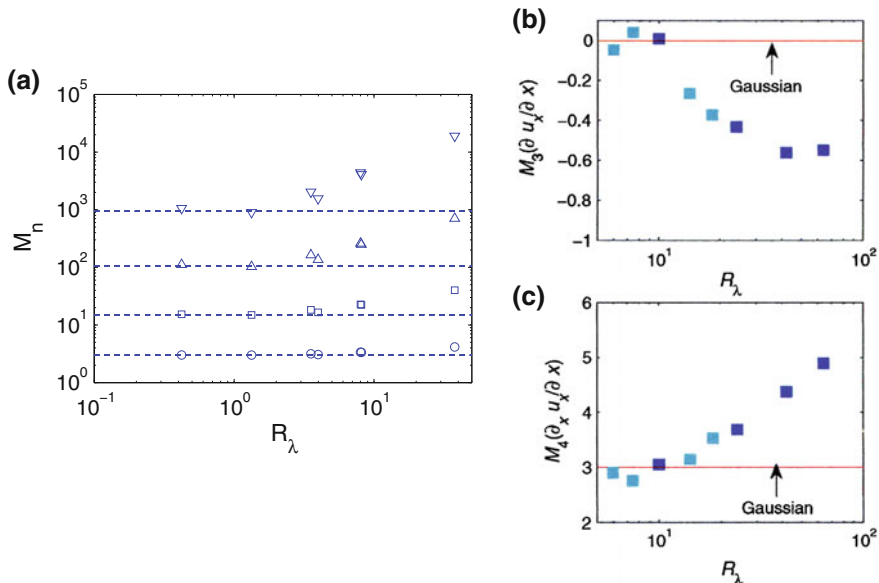 (a)
10^5
10^4
10^3
10^2
10^1
10^0
M_n
10^-1
10^0
10^1
R_λ
(b)
0
−0.2
−0.4
−0.6
−0.8
−1
M_3(∂ u_x/∂ x)
Gaussian
10^1
10^2
R_λ
(c)
6
5
4
3
2
M_4(∂_x u_x/∂ x)
Gaussian
10^1
10^2
R_λ